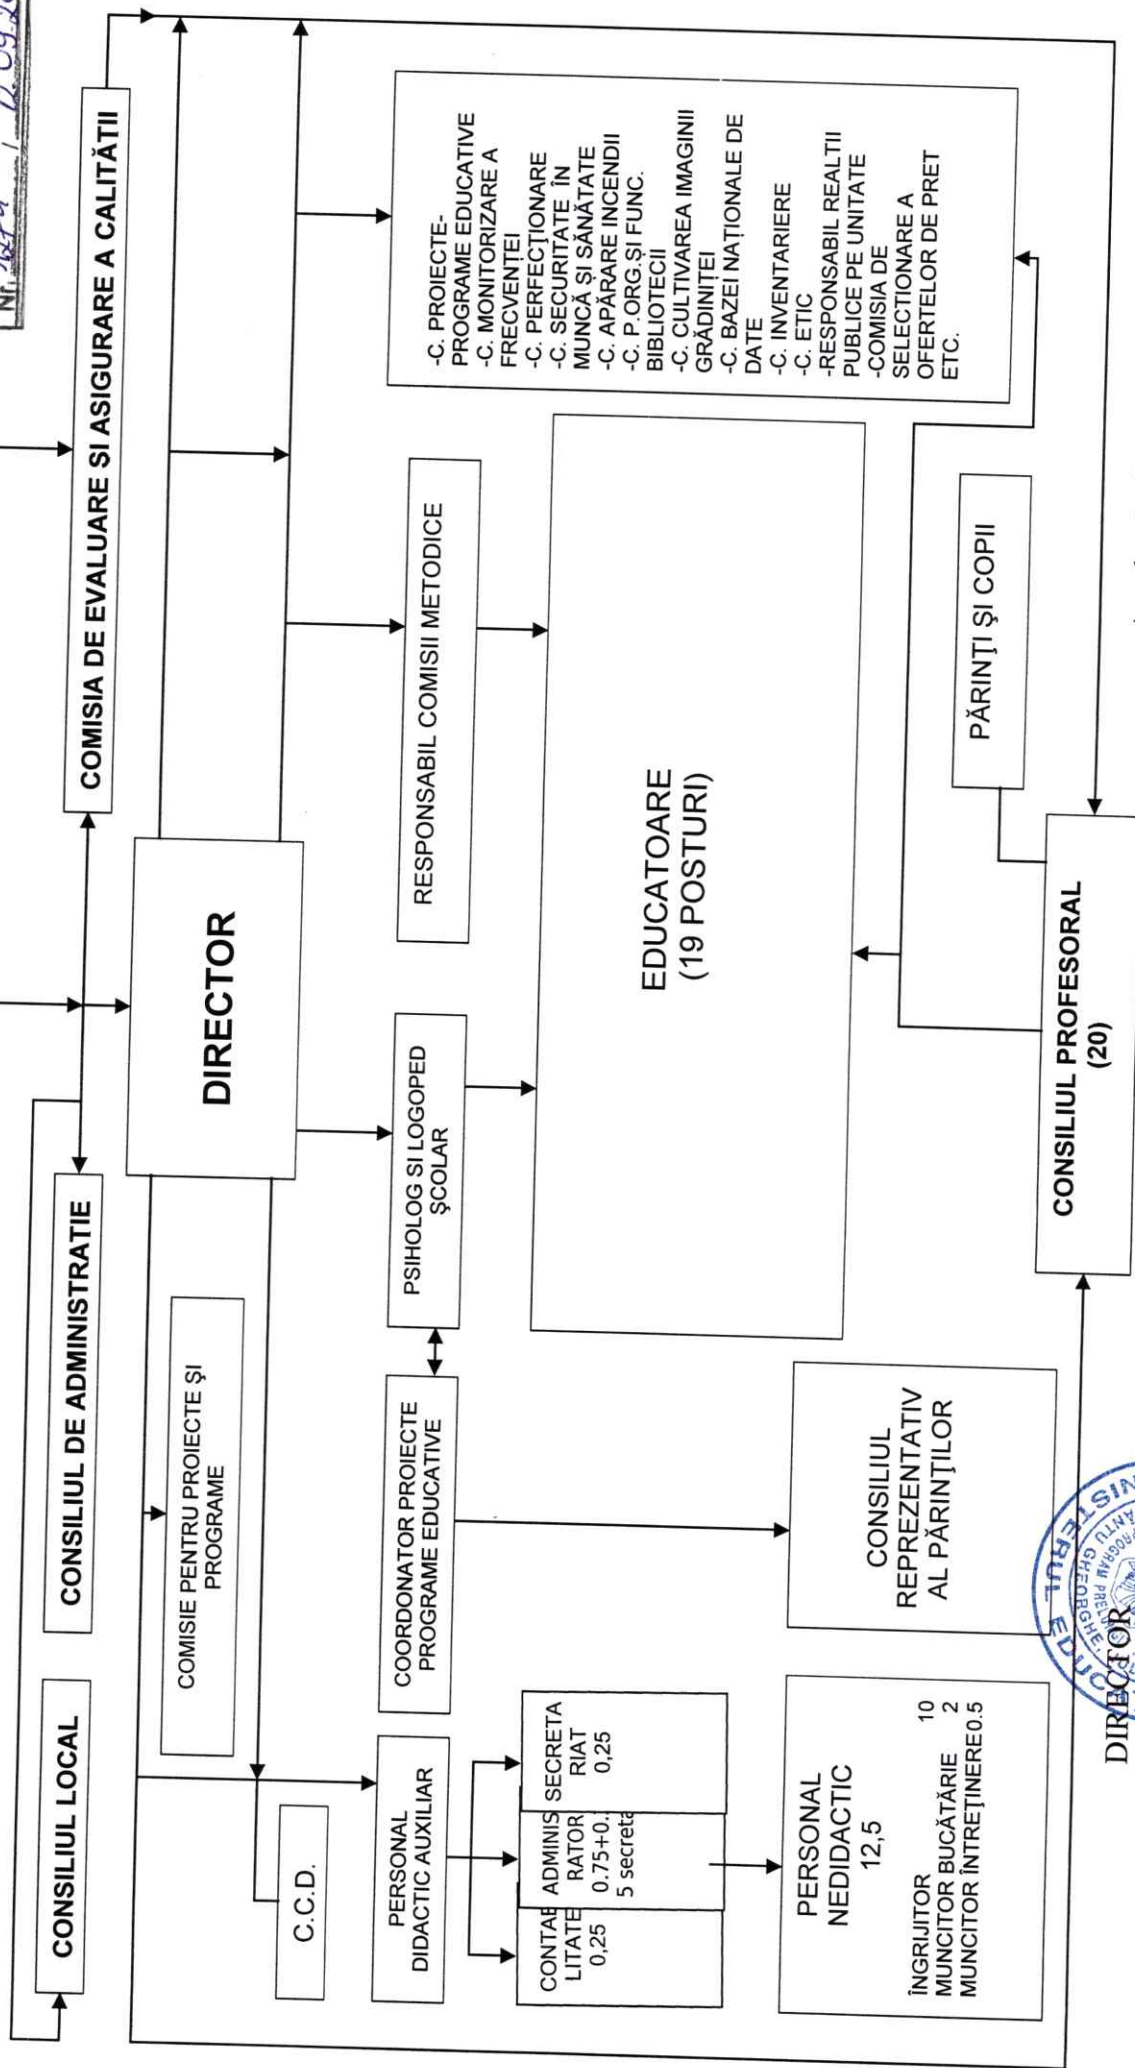 Nr.
CONSILIUL LOCAL
CONSILIUL DE ADMINISTRATIE
COMISIA DE EVALUARE SI ASIGURARE A CALITĂTII
DIRECTOR
COMISIE PENTRU PROIECTE ŞI
PROGRAME
C.C.D.
PERSONAL
DIDACTIC AUXILIAR
COORDONATOR PROIECTE
PROGRAME EDUCATIVE
PSIHOLOG SI LOGOPED
ŞCOLAR
RESPONSABIL COMISII METODICE
-C. PROIECTE-
PROGRAME EDUCATIVE
-C. MONITORIZARE A
FRECVENŢEI
-C. PERFECŢIONARE
-C. SECURITATE ÎN
MUNCĂ ŞI SĂNĂTATE
-C. APĂRARE INCENDII
-C. P.ORG.ŞI FUNC.
BIBLIOTECII
-C. CULTIVAREA IMAGINII
GRĂDINIŢEI
-C. BAZEI NAŢIONALE DE
DATE
-C. INVENTARIERE
-C. ETIC
-RESPONSABIL REALTII
PUBLICE PE UNITATE
-COMISIA DE
SELECTIONARE A
OFERTELOR DE PRET
ETC.
CONTAB
LITATE
0,25
ADMINIS
RATOR
0.75+0.
5 secreta
SECRETA
RIAT
0,25
EDUCATOARE
(19 POSTURI)
PERSONAL
NEDIDACTIC
12,5
ÎNGRIJITOR 10
MUNCITOR BUCĂTĂRIE 2
MUNCITOR ÎNTREŢINERE0.5
CONSILIUL
REPREZENTATIV
AL PĂRINŢILOR
PĂRINŢI ŞI COPII
CONSILIUL PROFESORAL
(20)
DIRECTOR